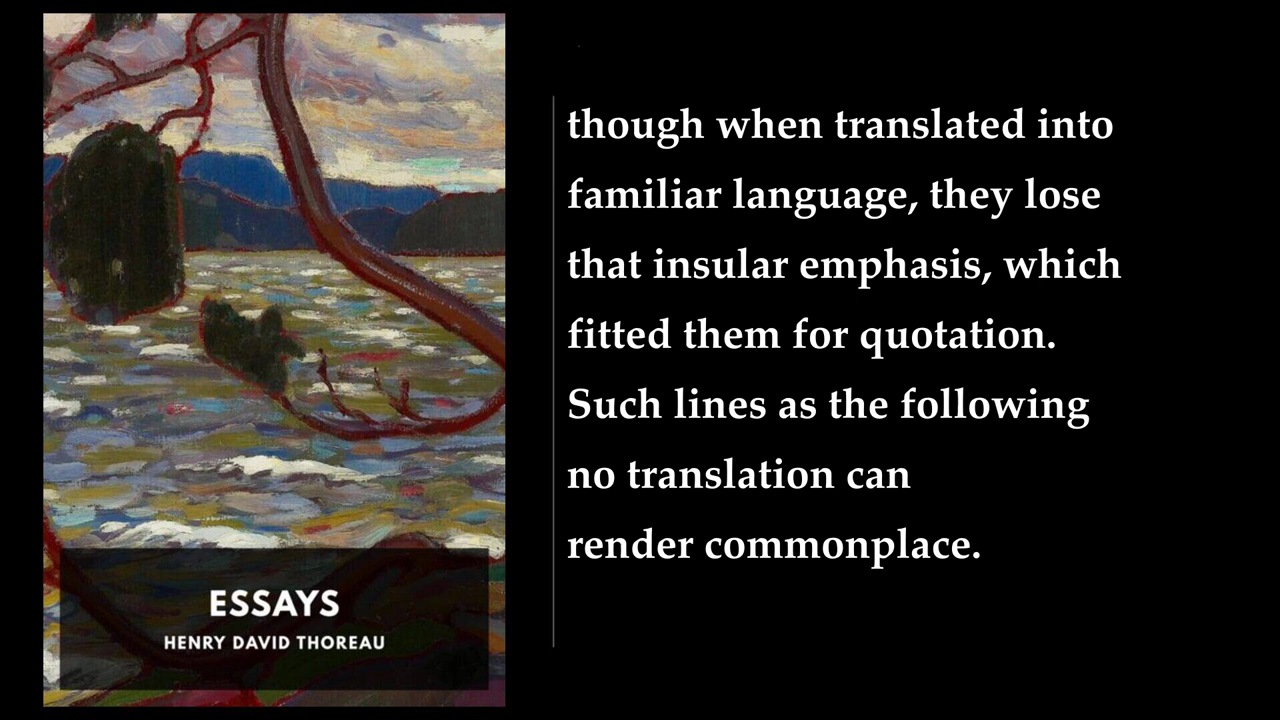 ESSAYS
HENRY DAVID THOREAU
though when translated into
familiar language, they lose
that insular emphasis, which
fitted them for quotation.
Such lines as the following
no translation can
render commonplace.